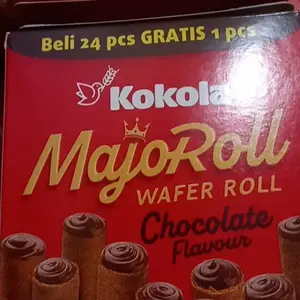 Beli 24 pcs GRATIS 1 pcs
Kokola
MajoRoll
WAFER ROLL
Chocolate
Flavour